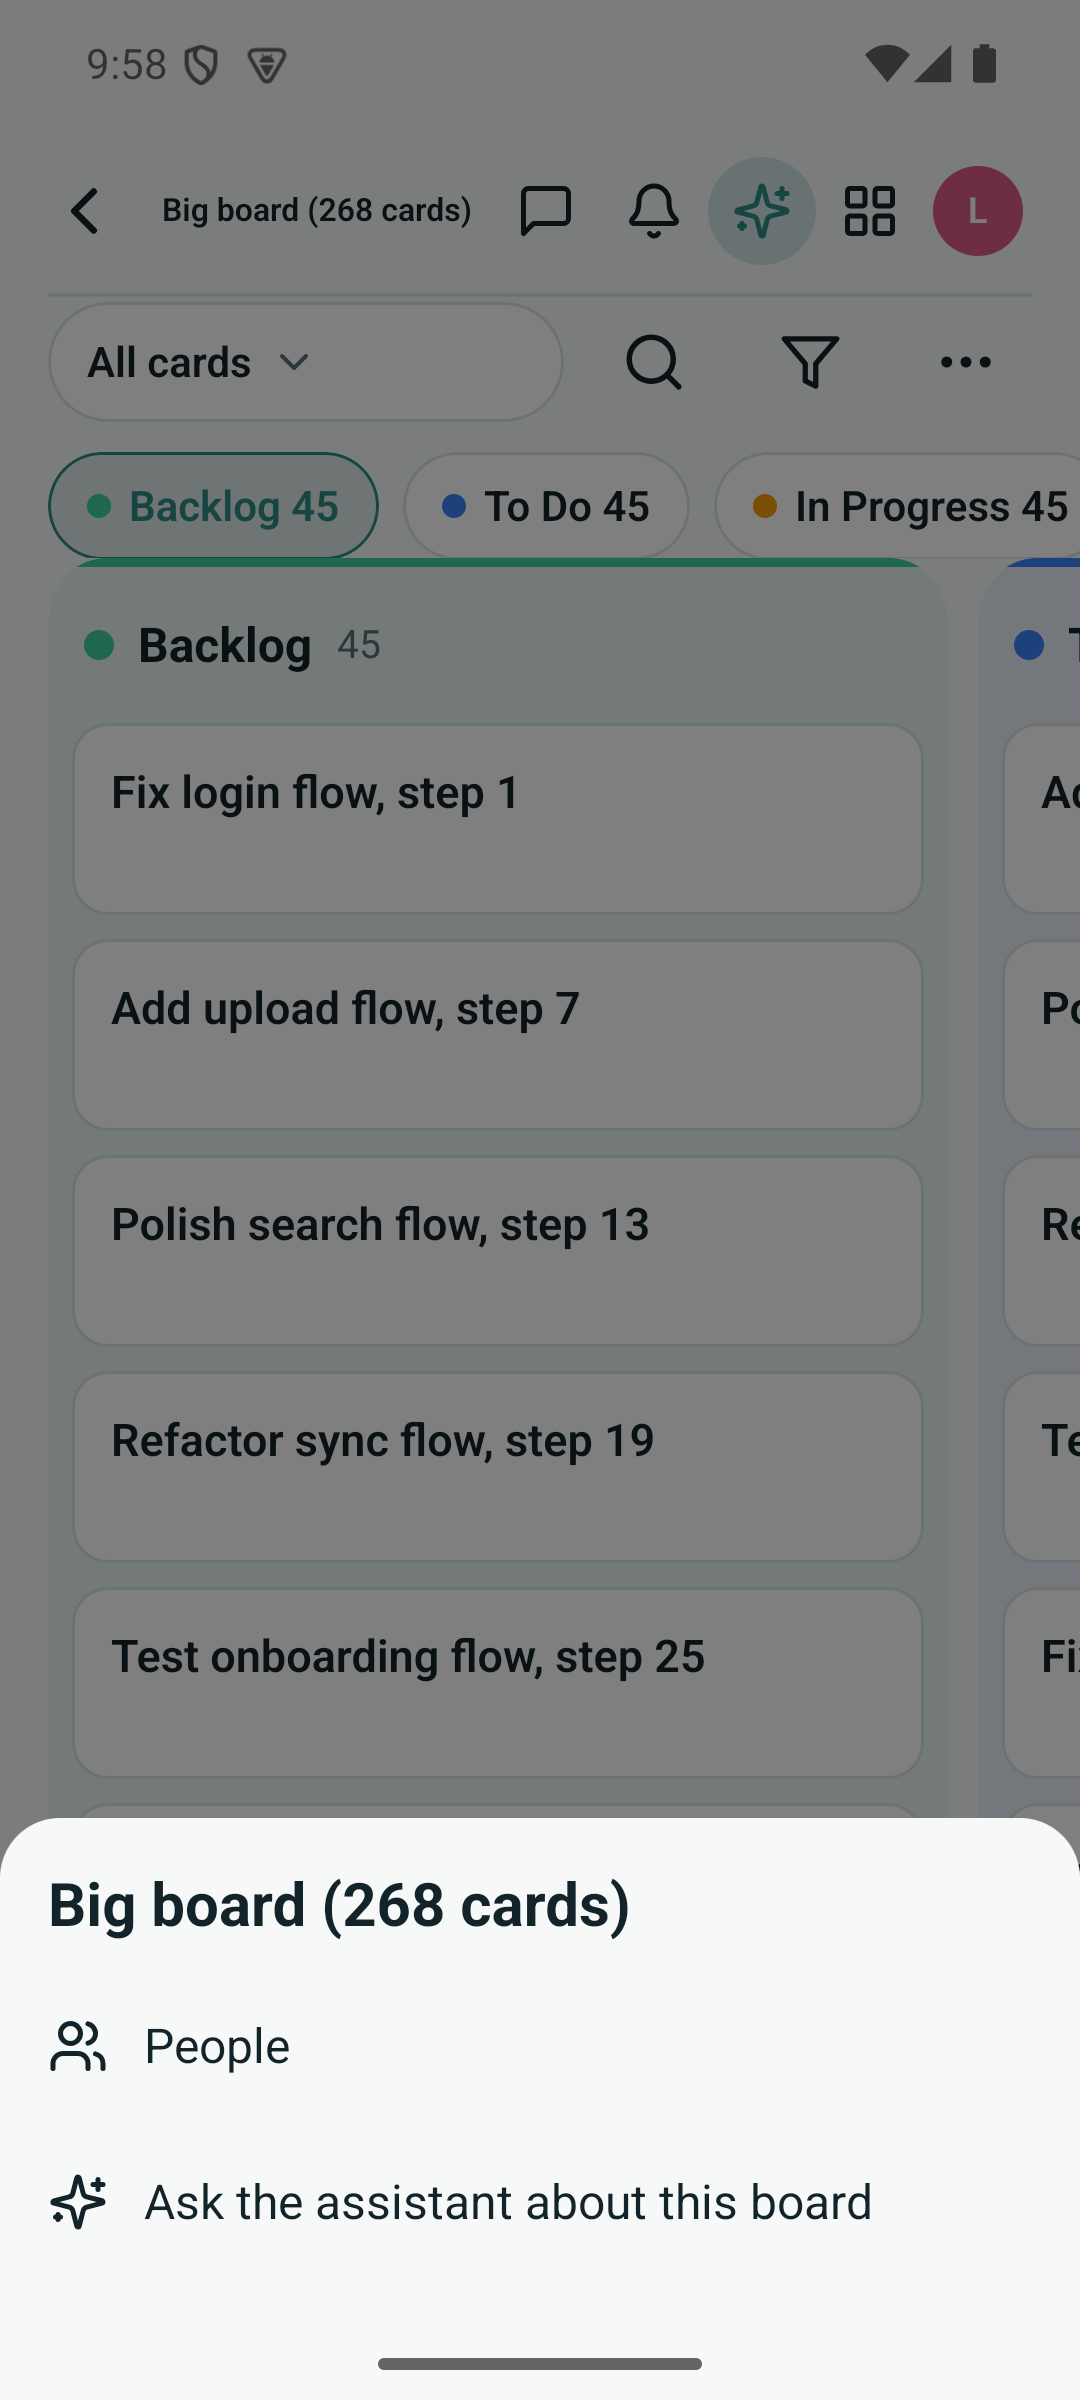 9:58
Big board (268 cards)
L
All cards
Backlog 45
To Do 45
In Progress 45
Backlog 45
Fix login flow, step 1
Add upload flow, step 7
Polish search flow, step 13
Refactor sync flow, step 19
Test onboarding flow, step 25
Big board (268 cards)
People
Ask the assistant about this board